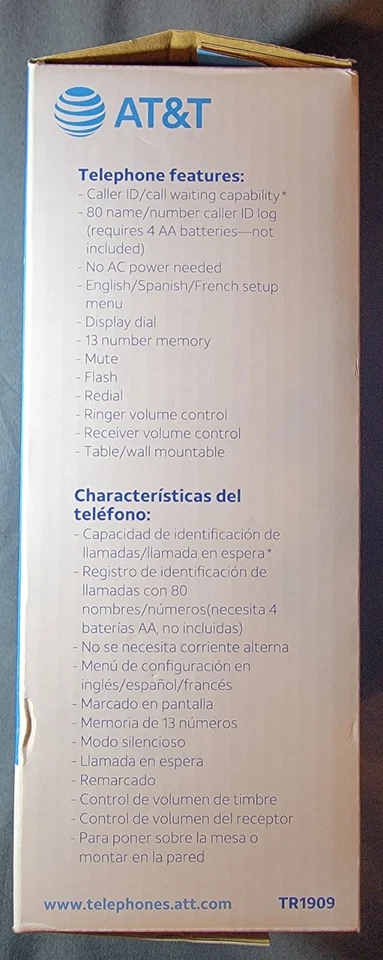 AT&T
Telephone features:
- Caller ID/call waiting capability*
- 80 name/number caller ID log
(requires 4 AA batteries—not
included)
- No AC power needed
- English/Spanish/French setup
menu
- Display dial
- 13 number memory
- Mute
- Flash
- Redial
- Ringer volume control
- Receiver volume control
- Table/wall mountable
Characterísticas del
teléfono:
- Capacidad de identificación de
llamadas/llamada en espera*
- Registro de identificación de
llamadas con 80
nombres/números(necesita 4
baterías AA, no incluidas)
- No se necesita corriente alterna
- Menú de configuración en
inglés/español/francés
- Marcado en pantalla
- Memoria de 13 números
- Modo silencioso
- Llamada en espera
- Remarcado
- Control de volumen de timbre
- Control de volumen del receptor
- Para poner sobre la mesa o
montar en la pared
www.telephones.att.com TR1909